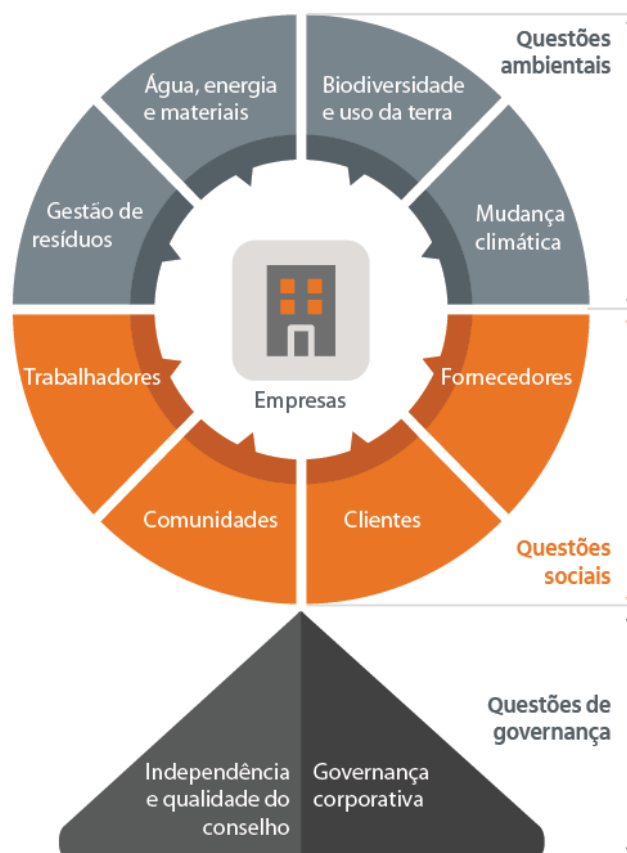 Questões
ambientais
Água, energia
e materiais
Biodiversidade
e uso da terra
Gestão de
resíduos
Mudança
climática
Empresas
Trabalhadores
Fornecedores
Comunidades
Clientes
Questões
sociais
Questões de
governança
Independência
e qualidade do
conselho
Governança
corporativa